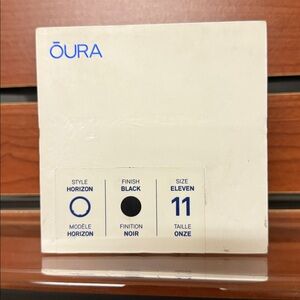 ŌURA
STYLE
HORIZON
MODÈLE
HORIZON
FINISH
BLACK
FINITION
NOIR
SIZE
ELEVEN
11
TAILLE
ONZE